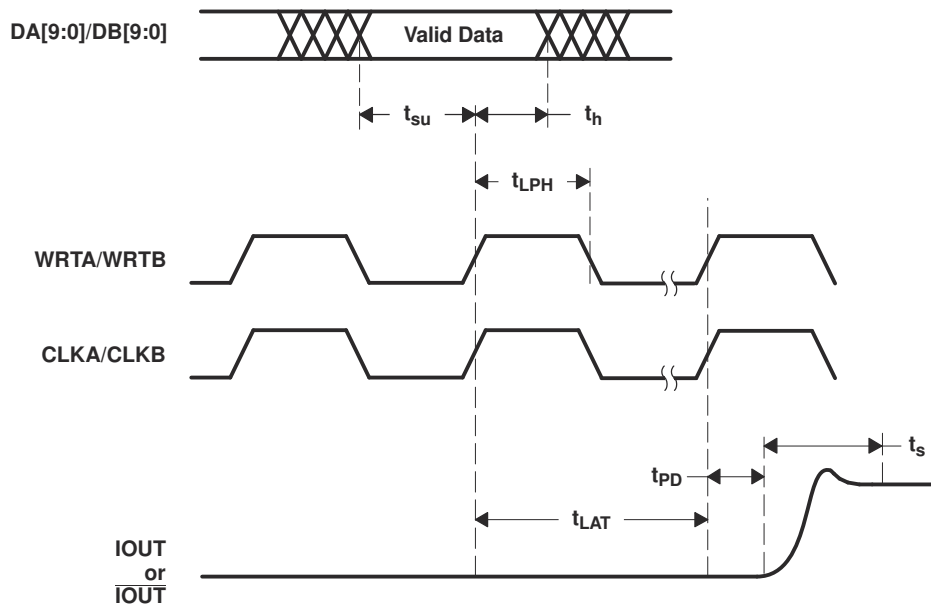 DA[9:0]/DB[9:0]
Valid Data
tsu
th
tLPH
WRTA/WRTB
CLKA/CLKB
ts
tPD
tLAT
IOUT
or
IOUT